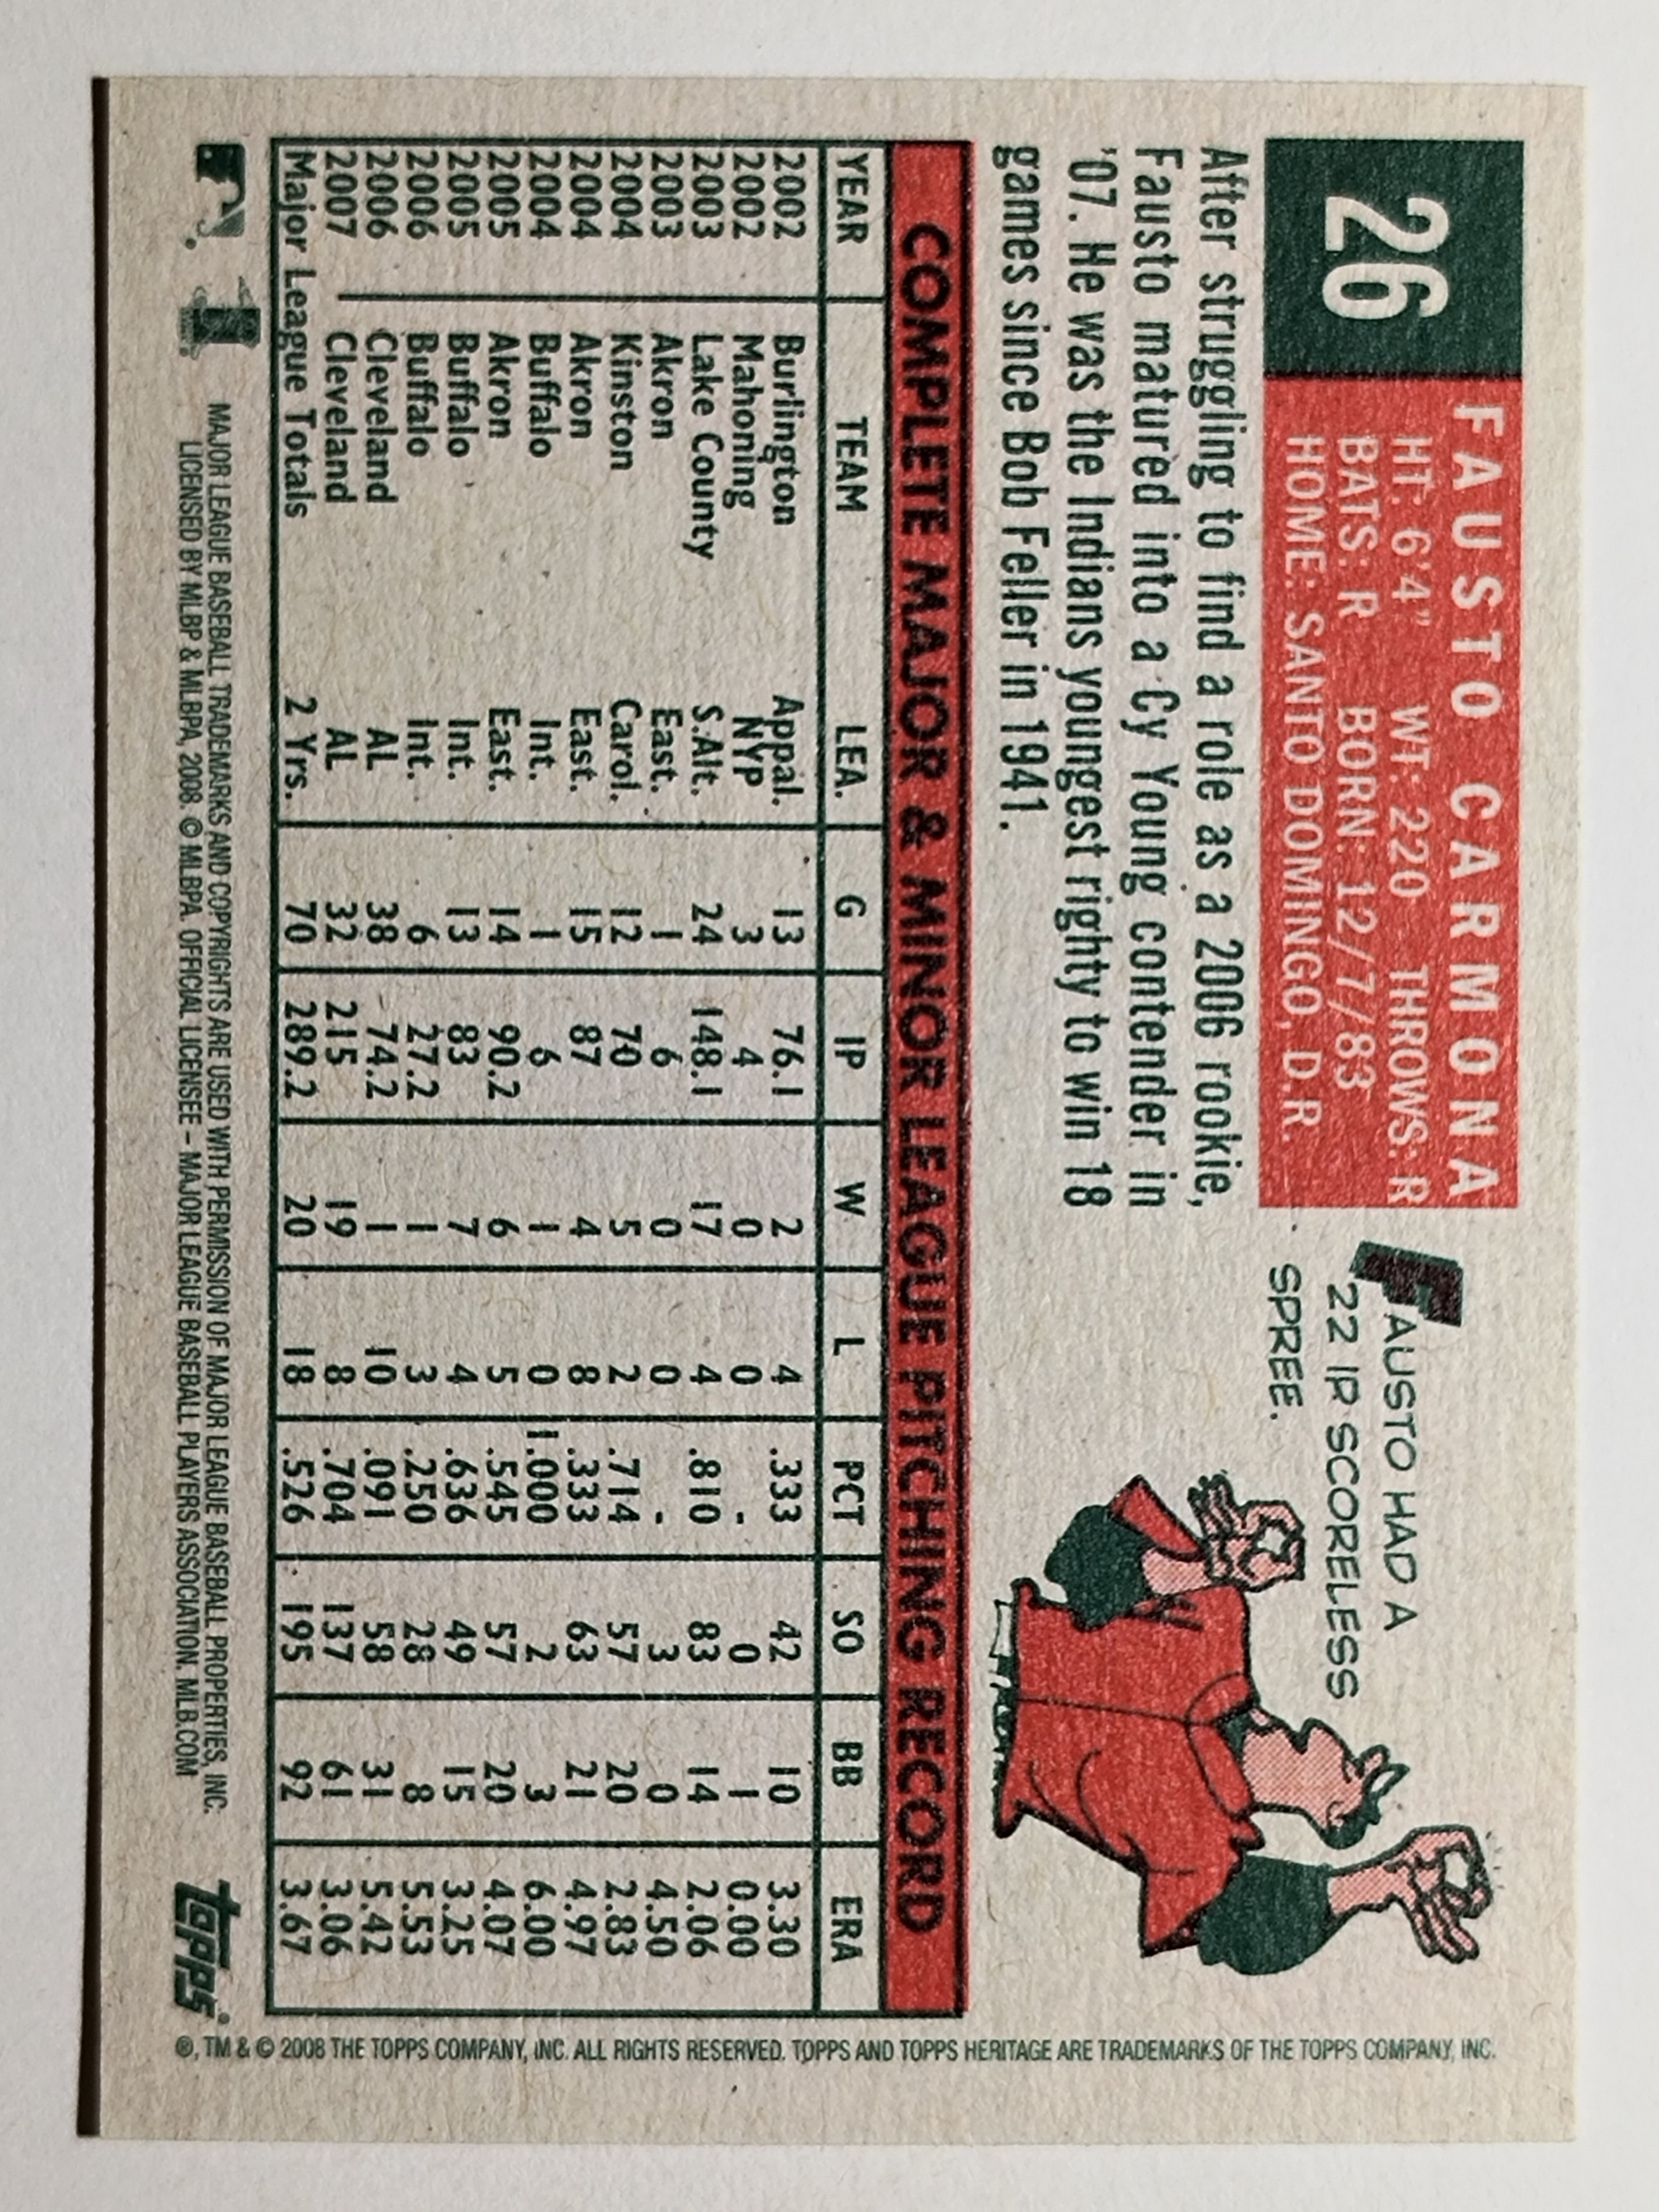 26
FAUSTO CARMONA
HT: 6'4" WT: 220 THROWS: R
BATS: R BORN: 12/7/83
HOME: SANTO DOMINGO, D.R.
After struggling to find a role as a 2006 rookie,
Fausto matured into a Cy Young contender in
'07. He was the Indians youngest righty to win 18
games since Bob Feller in 1941.
FAUSTO HAD A
22 IP SCORELESS
SPREE.
COMPLETE MAJOR & MINOR LEAGUE PITCHING RECORD
YEAR TEAM LEA. G IP W L PCT SO BB ERA
2002 Burlington Appal. 13 76.1 2 4 .333 42 10 3.30
2002 Mahoning NYP 3 4 0 0 - 0 1 0.00
2003 Lake County S.Alt. 24 148.1 17 4 .810 83 14 2.06
2003 Akron East. 1 6 0 0 - 3 0 4.50
2004 Kinston Carol. 12 70 5 2 .714 57 20 2.83
2004 Akron East. 15 87 4 8 .333 63 21 4.97
2004 Buffalo Int. 1 6 1 0 1.000 2 3 6.00
2005 Akron East. 14 90.2 6 5 .545 57 20 4.07
2005 Buffalo Int. 13 83 7 4 .636 49 15 3.25
2006 Buffalo Int. 6 27.2 1 3 .250 28 8 5.53
2006 Cleveland AL 38 74.2 1 10 .091 58 31 5.42
2007 Cleveland AL 32 215 19 8 .704 137 61 3.06
Major League Totals 2 Yrs. 70 289.2 20 18 .526 195 92 3.67
MAJOR LEAGUE BASEBALL TRADEMARKS AND COPYRIGHTS ARE USED WITH PERMISSION OF MAJOR LEAGUE BASEBALL PROPERTIES, INC.
LICENSED BY MLBP & MLBPA, 2008. © MLBPA. OFFICIAL LICENSEE – MAJOR LEAGUE BASEBALL PLAYERS ASSOCIATION. MLB.COM
topps®
®, TM & © 2008 THE TOPPS COMPANY, INC. ALL RIGHTS RESERVED. TOPPS AND TOPPS HERITAGE ARE TRADEMARKS OF THE TOPPS COMPANY, INC.